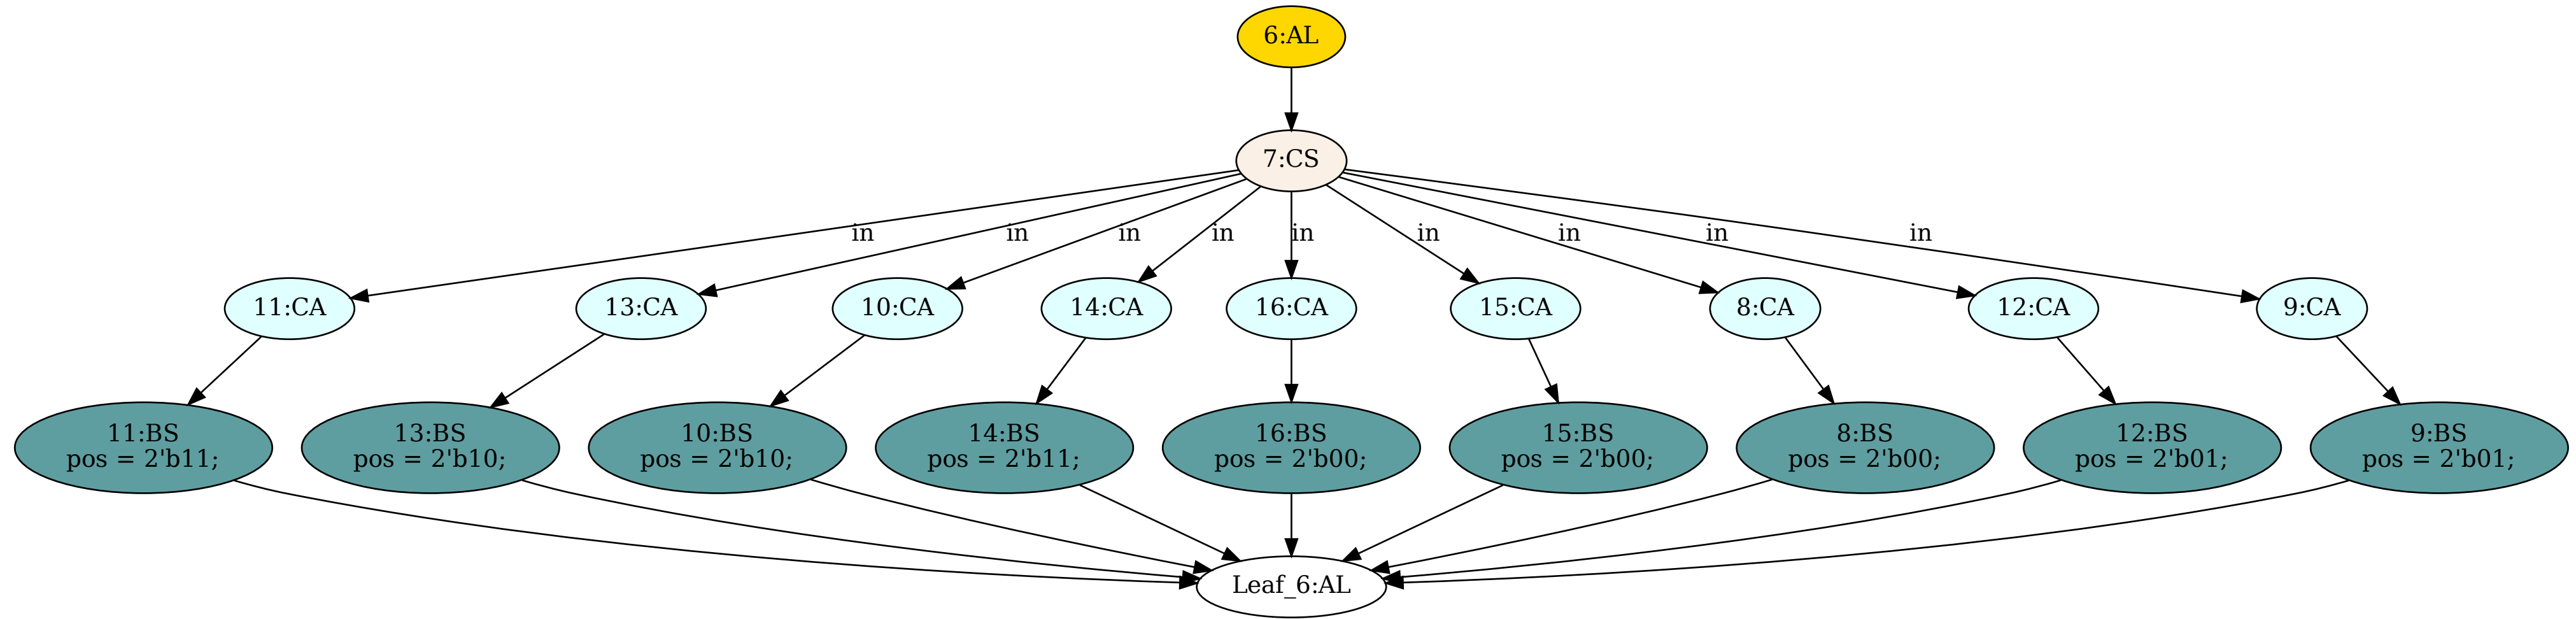 6:AL
7:CS
in in in in in in in in in
11:CA 13:CA 10:CA 14:CA 16:CA 15:CA 8:CA 12:CA 9:CA
11:BS 13:BS 10:BS 14:BS 16:BS 15:BS 8:BS 12:BS 9:BS
pos = 2'b11; pos = 2'b10; pos = 2'b10; pos = 2'b11; pos = 2'b00; pos = 2'b00; pos = 2'b00; pos = 2'b01; pos = 2'b01;
Leaf_6:AL